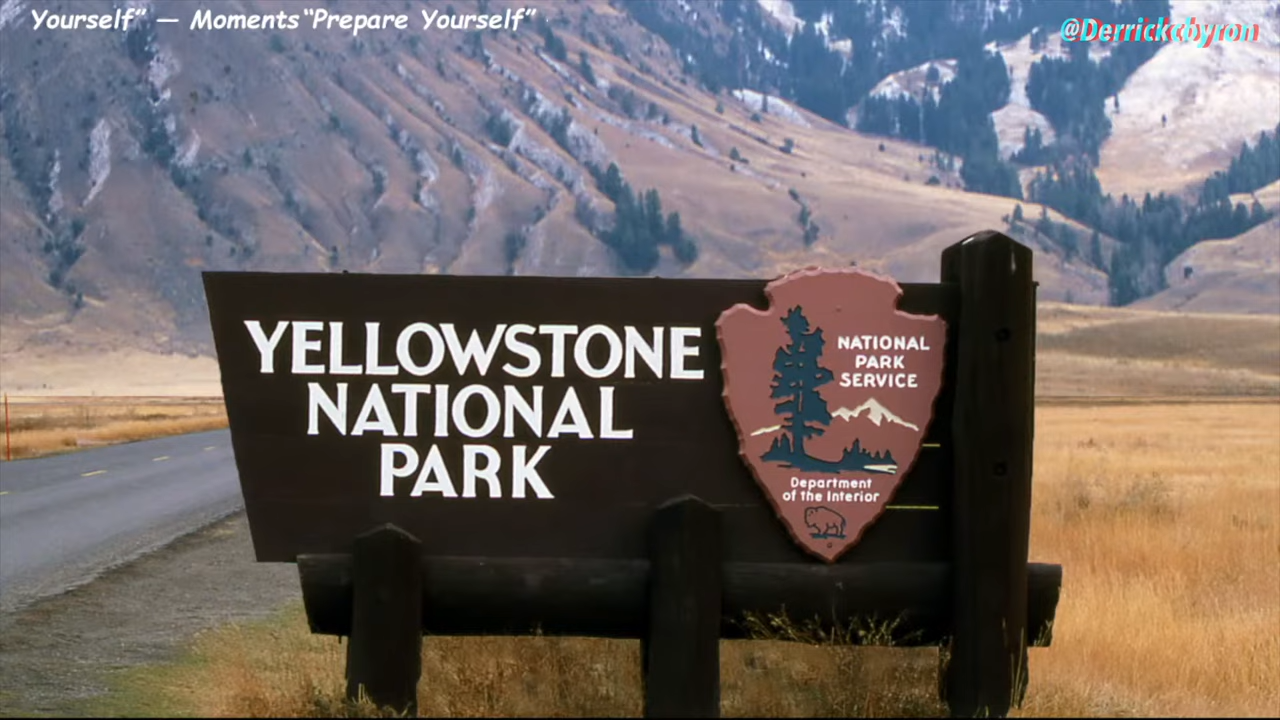 Yourself” — Moments“Prepare Yourself”
@Derrickcbyron
YELLOWSTONE
NATIONAL
PARK
NATIONAL
PARK
SERVICE
Department
of the Interior